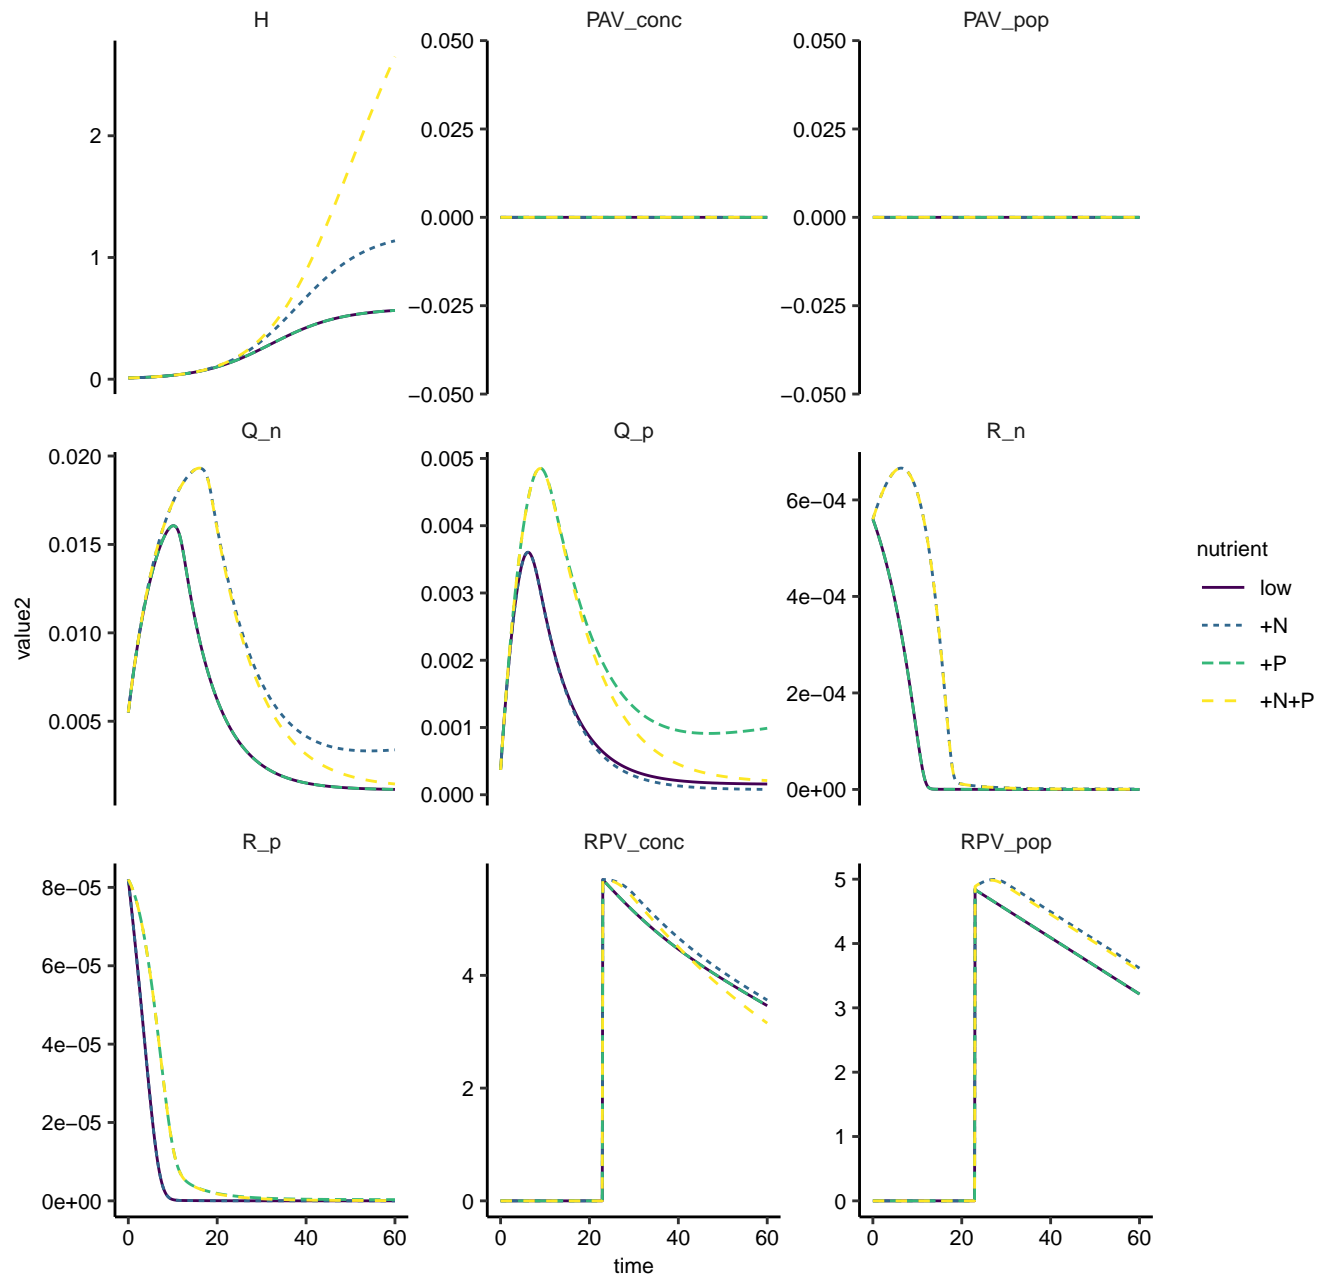 H
PAV_conc
PAV_pop
2
1
0
0.050
0.025
0.000
−0.025
−0.050
0.050
0.025
0.000
−0.025
−0.050
Q_n
Q_p
R_n
0.020
0.015
0.010
0.005
0.005
0.004
0.003
0.002
0.001
0.000
6e−04
4e−04
2e−04
0e+00
value2
nutrient
low
+N
+P
+N+P
R_p
RPV_conc
RPV_pop
8e−05
6e−05
4e−05
2e−05
0e+00
4
2
0
5
4
3
2
1
0
0 20 40 60
0 20 40 60
0 20 40 60
time